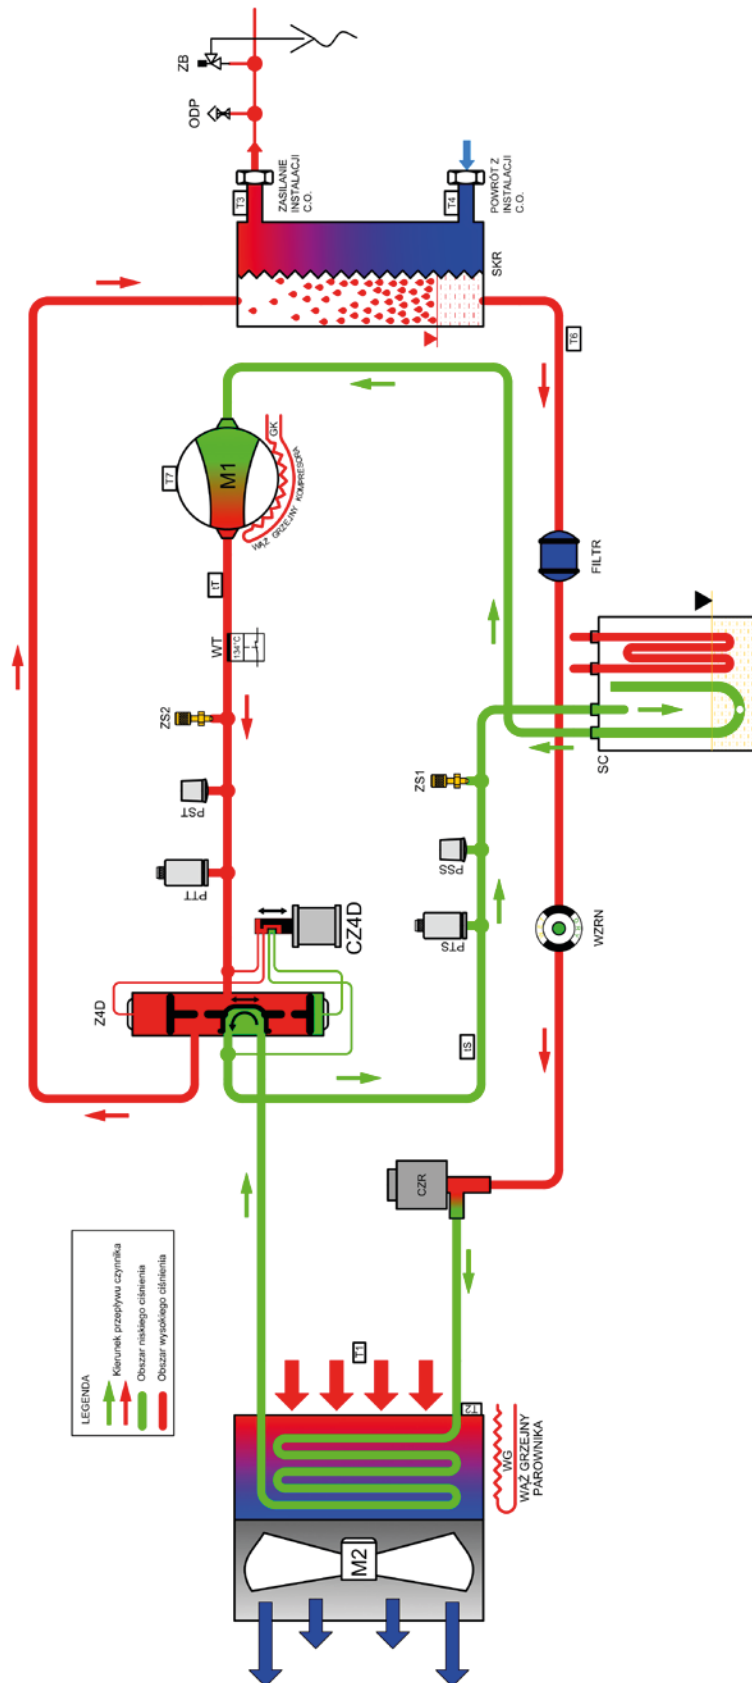 ZB
ODP
T3
ZASILANIE
INSTALACJI
C.O.
T4
POWRÓT Z
INSTALACJI
C.O.
SKR
T6
T7
M1
GK
WĄŻ GRZEJNY KOMPRESORA
tT
WT
134°C
FILTR
ZS2
ZS1
SC
PST
PSS
PTT
PTS
CZ4D
WZRN
Z4D
tS
CZR
LEGENDA
Kierunek przepływu czynnika
Obszar niskiego ciśnienia
Obszar wysokiego ciśnienia
T1
T2
WG
WĄŻ GRZEJNY
PAROWNIKA
M2